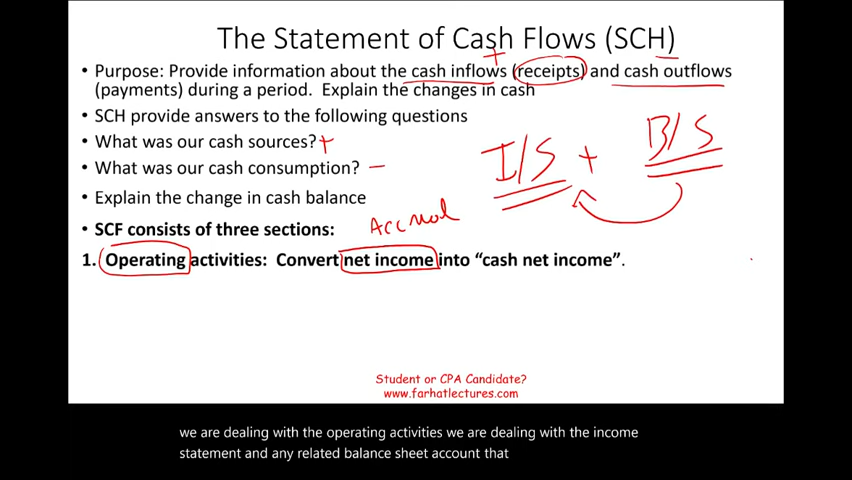 The Statement of Cash Flows (SCH)
+
• Purpose: Provide information about the cash inflows (receipts) and cash outflows
(payments) during a period. Explain the changes in cash
• SCH provide answers to the following questions
• What was our cash sources? +
• What was our cash consumption? –
I/S + B/S
• Explain the change in cash balance
Accrual
• SCF consists of three sections:
1. Operating activities: Convert net income into “cash net income”.
Student or CPA Candidate?
www.farhatlectures.com
we are dealing with the operating activities we are dealing with the income
statement and any related balance sheet account that